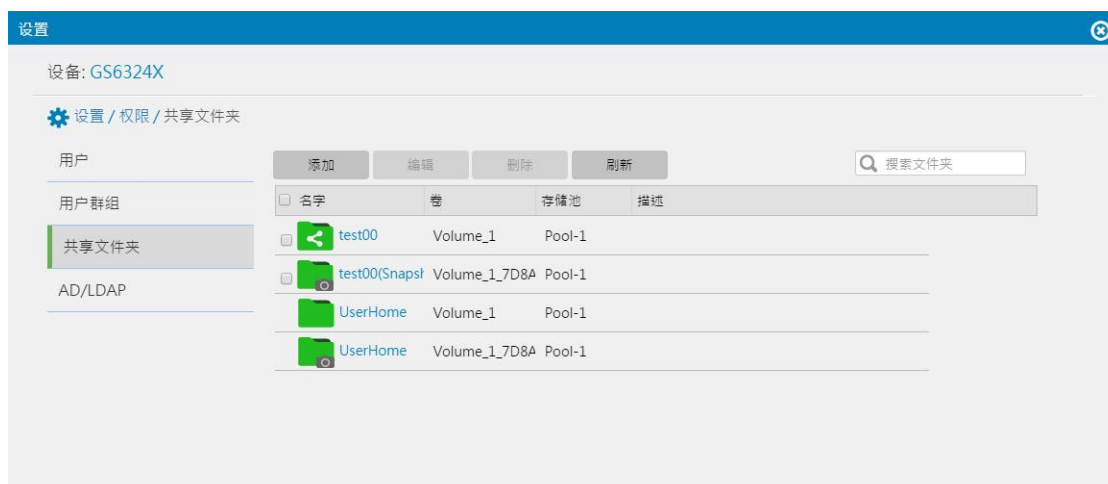 设置
设备: GS6324X
设置 / 权限 / 共享文件夹
用户
用户群组
共享文件夹
AD/LDAP
添加 编辑 删除 刷新 搜索文件夹
名字 卷 存储池 描述
test00 Volume_1 Pool-1
test00(Snapsh Volume_1_7D8A Pool-1
UserHome Volume_1 Pool-1
UserHome Volume_1_7D8A Pool-1